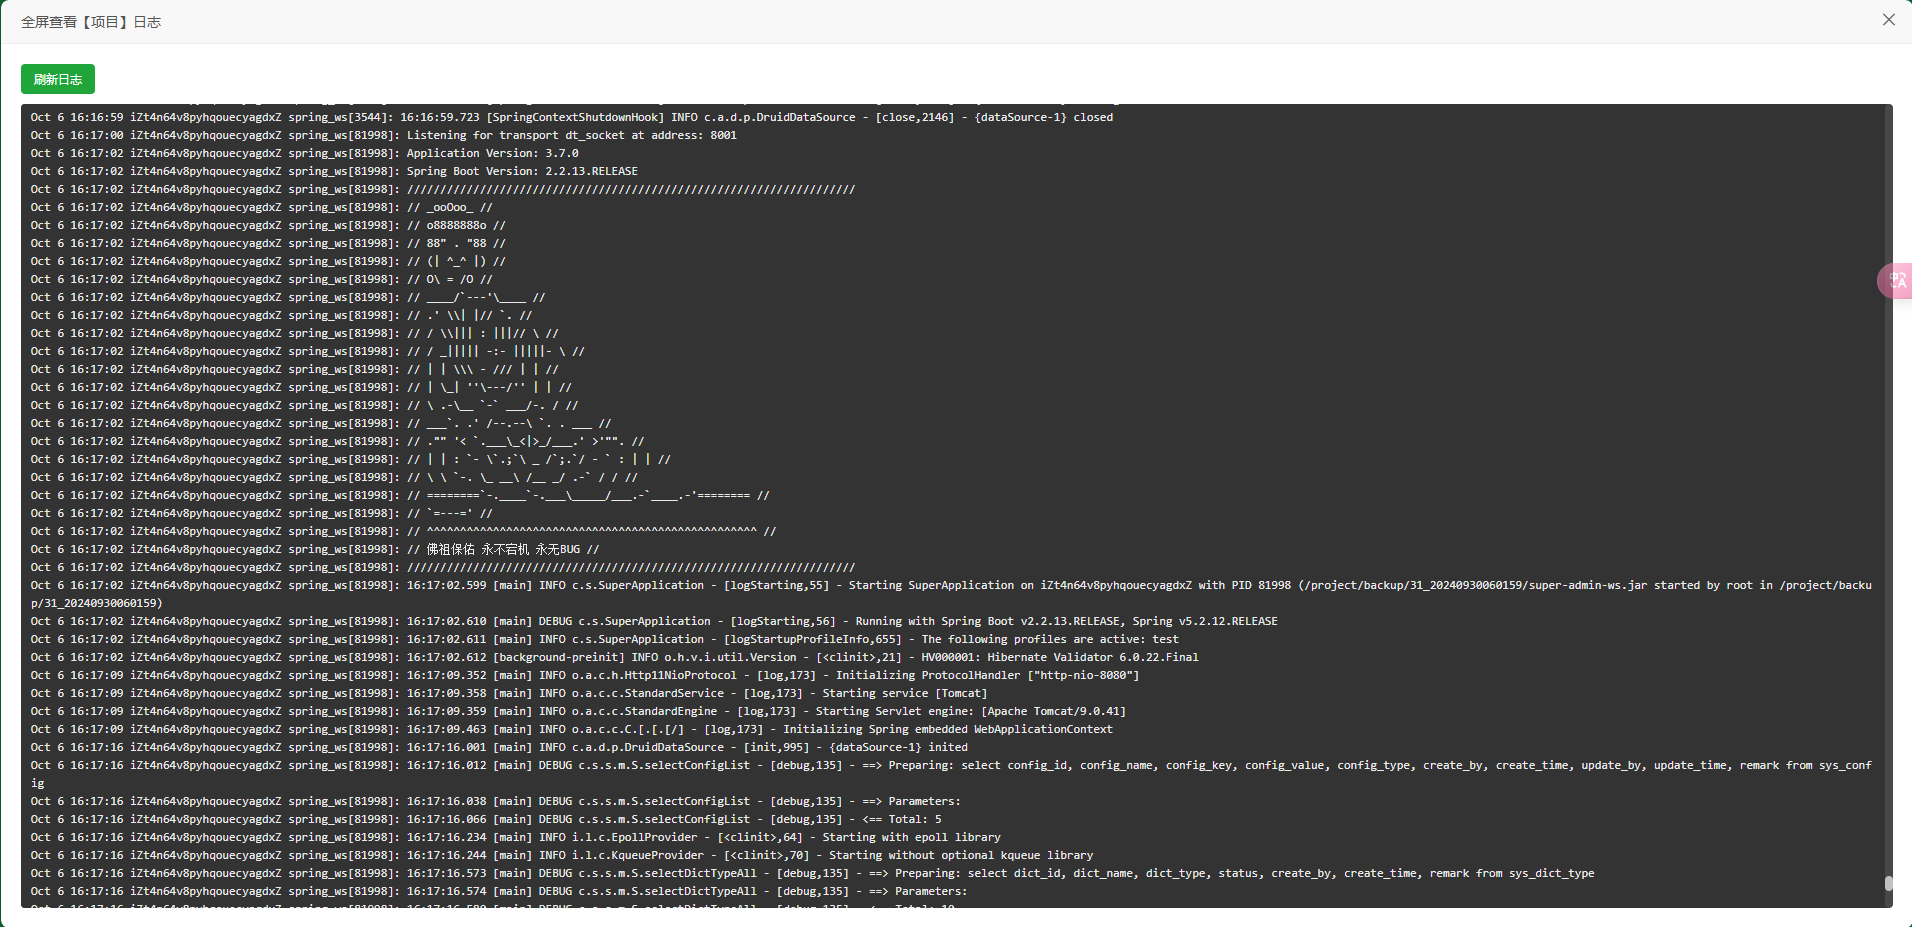 全屏查看【项目】日志
刷新日志
Oct 6 16:16:59 iZt4n64v8pyhqouecyagdxZ spring_ws[3544]: 16:16:59.723 [SpringContextShutdownHook] INFO c.a.d.p.DruidDataSource - [close,2146] - {dataSource-1} closed
Oct 6 16:17:00 iZt4n64v8pyhqouecyagdxZ spring_ws[81998]: Listening for transport dt_socket at address: 8001
Oct 6 16:17:02 iZt4n64v8pyhqouecyagdxZ spring_ws[81998]: Application Version: 3.7.0
Oct 6 16:17:02 iZt4n64v8pyhqouecyagdxZ spring_ws[81998]: Spring Boot Version: 2.2.13.RELEASE
Oct 6 16:17:02 iZt4n64v8pyhqouecyagdxZ spring_ws[81998]: ////////////////////////////////////////////////////////////////////
Oct 6 16:17:02 iZt4n64v8pyhqouecyagdxZ spring_ws[81998]: // _ooOoo_ //
Oct 6 16:17:02 iZt4n64v8pyhqouecyagdxZ spring_ws[81998]: // o8888888o //
Oct 6 16:17:02 iZt4n64v8pyhqouecyagdxZ spring_ws[81998]: // 88" . "88 //
Oct 6 16:17:02 iZt4n64v8pyhqouecyagdxZ spring_ws[81998]: // (| ^_^ |) //
Oct 6 16:17:02 iZt4n64v8pyhqouecyagdxZ spring_ws[81998]: // O\ = /O //
Oct 6 16:17:02 iZt4n64v8pyhqouecyagdxZ spring_ws[81998]: // ____/`---'\____ //
Oct 6 16:17:02 iZt4n64v8pyhqouecyagdxZ spring_ws[81998]: // .' \\| |// `. //
Oct 6 16:17:02 iZt4n64v8pyhqouecyagdxZ spring_ws[81998]: // / \\||| : |||// \ //
Oct 6 16:17:02 iZt4n64v8pyhqouecyagdxZ spring_ws[81998]: // / _||||| -:- |||||- \ //
Oct 6 16:17:02 iZt4n64v8pyhqouecyagdxZ spring_ws[81998]: // | | \\\ - /// | | //
Oct 6 16:17:02 iZt4n64v8pyhqouecyagdxZ spring_ws[81998]: // | \_| ''\---/'' | | //
Oct 6 16:17:02 iZt4n64v8pyhqouecyagdxZ spring_ws[81998]: // \ .-\__ `-` ___/-. / //
Oct 6 16:17:02 iZt4n64v8pyhqouecyagdxZ spring_ws[81998]: // ___`. .' /--.--\ `. . ___ //
Oct 6 16:17:02 iZt4n64v8pyhqouecyagdxZ spring_ws[81998]: // ."" '< `.___\_<|>_/___.' >'"". //
Oct 6 16:17:02 iZt4n64v8pyhqouecyagdxZ spring_ws[81998]: // | | : `- \`.;`\ _ /`;.`/ - ` : | | //
Oct 6 16:17:02 iZt4n64v8pyhqouecyagdxZ spring_ws[81998]: // \ \ `-. \_ __\ /__ _/ .-` / / //
Oct 6 16:17:02 iZt4n64v8pyhqouecyagdxZ spring_ws[81998]: // ========`-.____`-.___\_____/___.-`____.-'======== //
Oct 6 16:17:02 iZt4n64v8pyhqouecyagdxZ spring_ws[81998]: // `=---=' //
Oct 6 16:17:02 iZt4n64v8pyhqouecyagdxZ spring_ws[81998]: // ^^^^^^^^^^^^^^^^^^^^^^^^^^^^^^^^^^^^^^^^^^^^^^^^^^ //
Oct 6 16:17:02 iZt4n64v8pyhqouecyagdxZ spring_ws[81998]: // 佛祖保佑 永不宕机 永无BUG //
Oct 6 16:17:02 iZt4n64v8pyhqouecyagdxZ spring_ws[81998]: ////////////////////////////////////////////////////////////////////
Oct 6 16:17:02 iZt4n64v8pyhqouecyagdxZ spring_ws[81998]: 16:17:02.599 [main] INFO c.s.SuperApplication - [logStarting,55] - Starting SuperApplication on iZt4n64v8pyhqouecyagdxZ with PID 81998 (/project/backup/31_20240930060159/super-admin-ws.jar started by root in /project/backu
p/31_20240930060159)
Oct 6 16:17:02 iZt4n64v8pyhqouecyagdxZ spring_ws[81998]: 16:17:02.610 [main] DEBUG c.s.SuperApplication - [logStarting,56] - Running with Spring Boot v2.2.13.RELEASE, Spring v5.2.12.RELEASE
Oct 6 16:17:02 iZt4n64v8pyhqouecyagdxZ spring_ws[81998]: 16:17:02.611 [main] INFO c.s.SuperApplication - [logStartupProfileInfo,655] - The following profiles are active: test
Oct 6 16:17:02 iZt4n64v8pyhqouecyagdxZ spring_ws[81998]: 16:17:02.612 [background-preinit] INFO o.h.v.i.util.Version - [<clinit>,21] - HV000001: Hibernate Validator 6.0.22.Final
Oct 6 16:17:09 iZt4n64v8pyhqouecyagdxZ spring_ws[81998]: 16:17:09.352 [main] INFO o.a.c.h.Http11NioProtocol - [log,173] - Initializing ProtocolHandler ["http-nio-8080"]
Oct 6 16:17:09 iZt4n64v8pyhqouecyagdxZ spring_ws[81998]: 16:17:09.358 [main] INFO o.a.c.c.StandardService - [log,173] - Starting service [Tomcat]
Oct 6 16:17:09 iZt4n64v8pyhqouecyagdxZ spring_ws[81998]: 16:17:09.359 [main] INFO o.a.c.c.StandardEngine - [log,173] - Starting Servlet engine: [Apache Tomcat/9.0.41]
Oct 6 16:17:09 iZt4n64v8pyhqouecyagdxZ spring_ws[81998]: 16:17:09.463 [main] INFO o.a.c.c.C.[.[.[/] - [log,173] - Initializing Spring embedded WebApplicationContext
Oct 6 16:17:16 iZt4n64v8pyhqouecyagdxZ spring_ws[81998]: 16:17:16.001 [main] INFO c.a.d.p.DruidDataSource - [init,995] - {dataSource-1} inited
Oct 6 16:17:16 iZt4n64v8pyhqouecyagdxZ spring_ws[81998]: 16:17:16.012 [main] DEBUG c.s.s.m.S.selectConfigList - [debug,135] - ==> Preparing: select config_id, config_name, config_key, config_value, config_type, create_by, create_time, update_by, update_time, remark from sys_conf
ig
Oct 6 16:17:16 iZt4n64v8pyhqouecyagdxZ spring_ws[81998]: 16:17:16.038 [main] DEBUG c.s.s.m.S.selectConfigList - [debug,135] - ==> Parameters:
Oct 6 16:17:16 iZt4n64v8pyhqouecyagdxZ spring_ws[81998]: 16:17:16.066 [main] DEBUG c.s.s.m.S.selectConfigList - [debug,135] - <== Total: 5
Oct 6 16:17:16 iZt4n64v8pyhqouecyagdxZ spring_ws[81998]: 16:17:16.234 [main] INFO i.l.c.EpollProvider - [<clinit>,64] - Starting with epoll library
Oct 6 16:17:16 iZt4n64v8pyhqouecyagdxZ spring_ws[81998]: 16:17:16.244 [main] INFO i.l.c.KqueueProvider - [<clinit>,70] - Starting without optional kqueue library
Oct 6 16:17:16 iZt4n64v8pyhqouecyagdxZ spring_ws[81998]: 16:17:16.573 [main] DEBUG c.s.s.m.S.selectDictTypeAll - [debug,135] - ==> Preparing: select dict_id, dict_name, dict_type, status, create_by, create_time, remark from sys_dict_type
Oct 6 16:17:16 iZt4n64v8pyhqouecyagdxZ spring_ws[81998]: 16:17:16.574 [main] DEBUG c.s.s.m.S.selectDictTypeAll - [debug,135] - ==> Parameters: